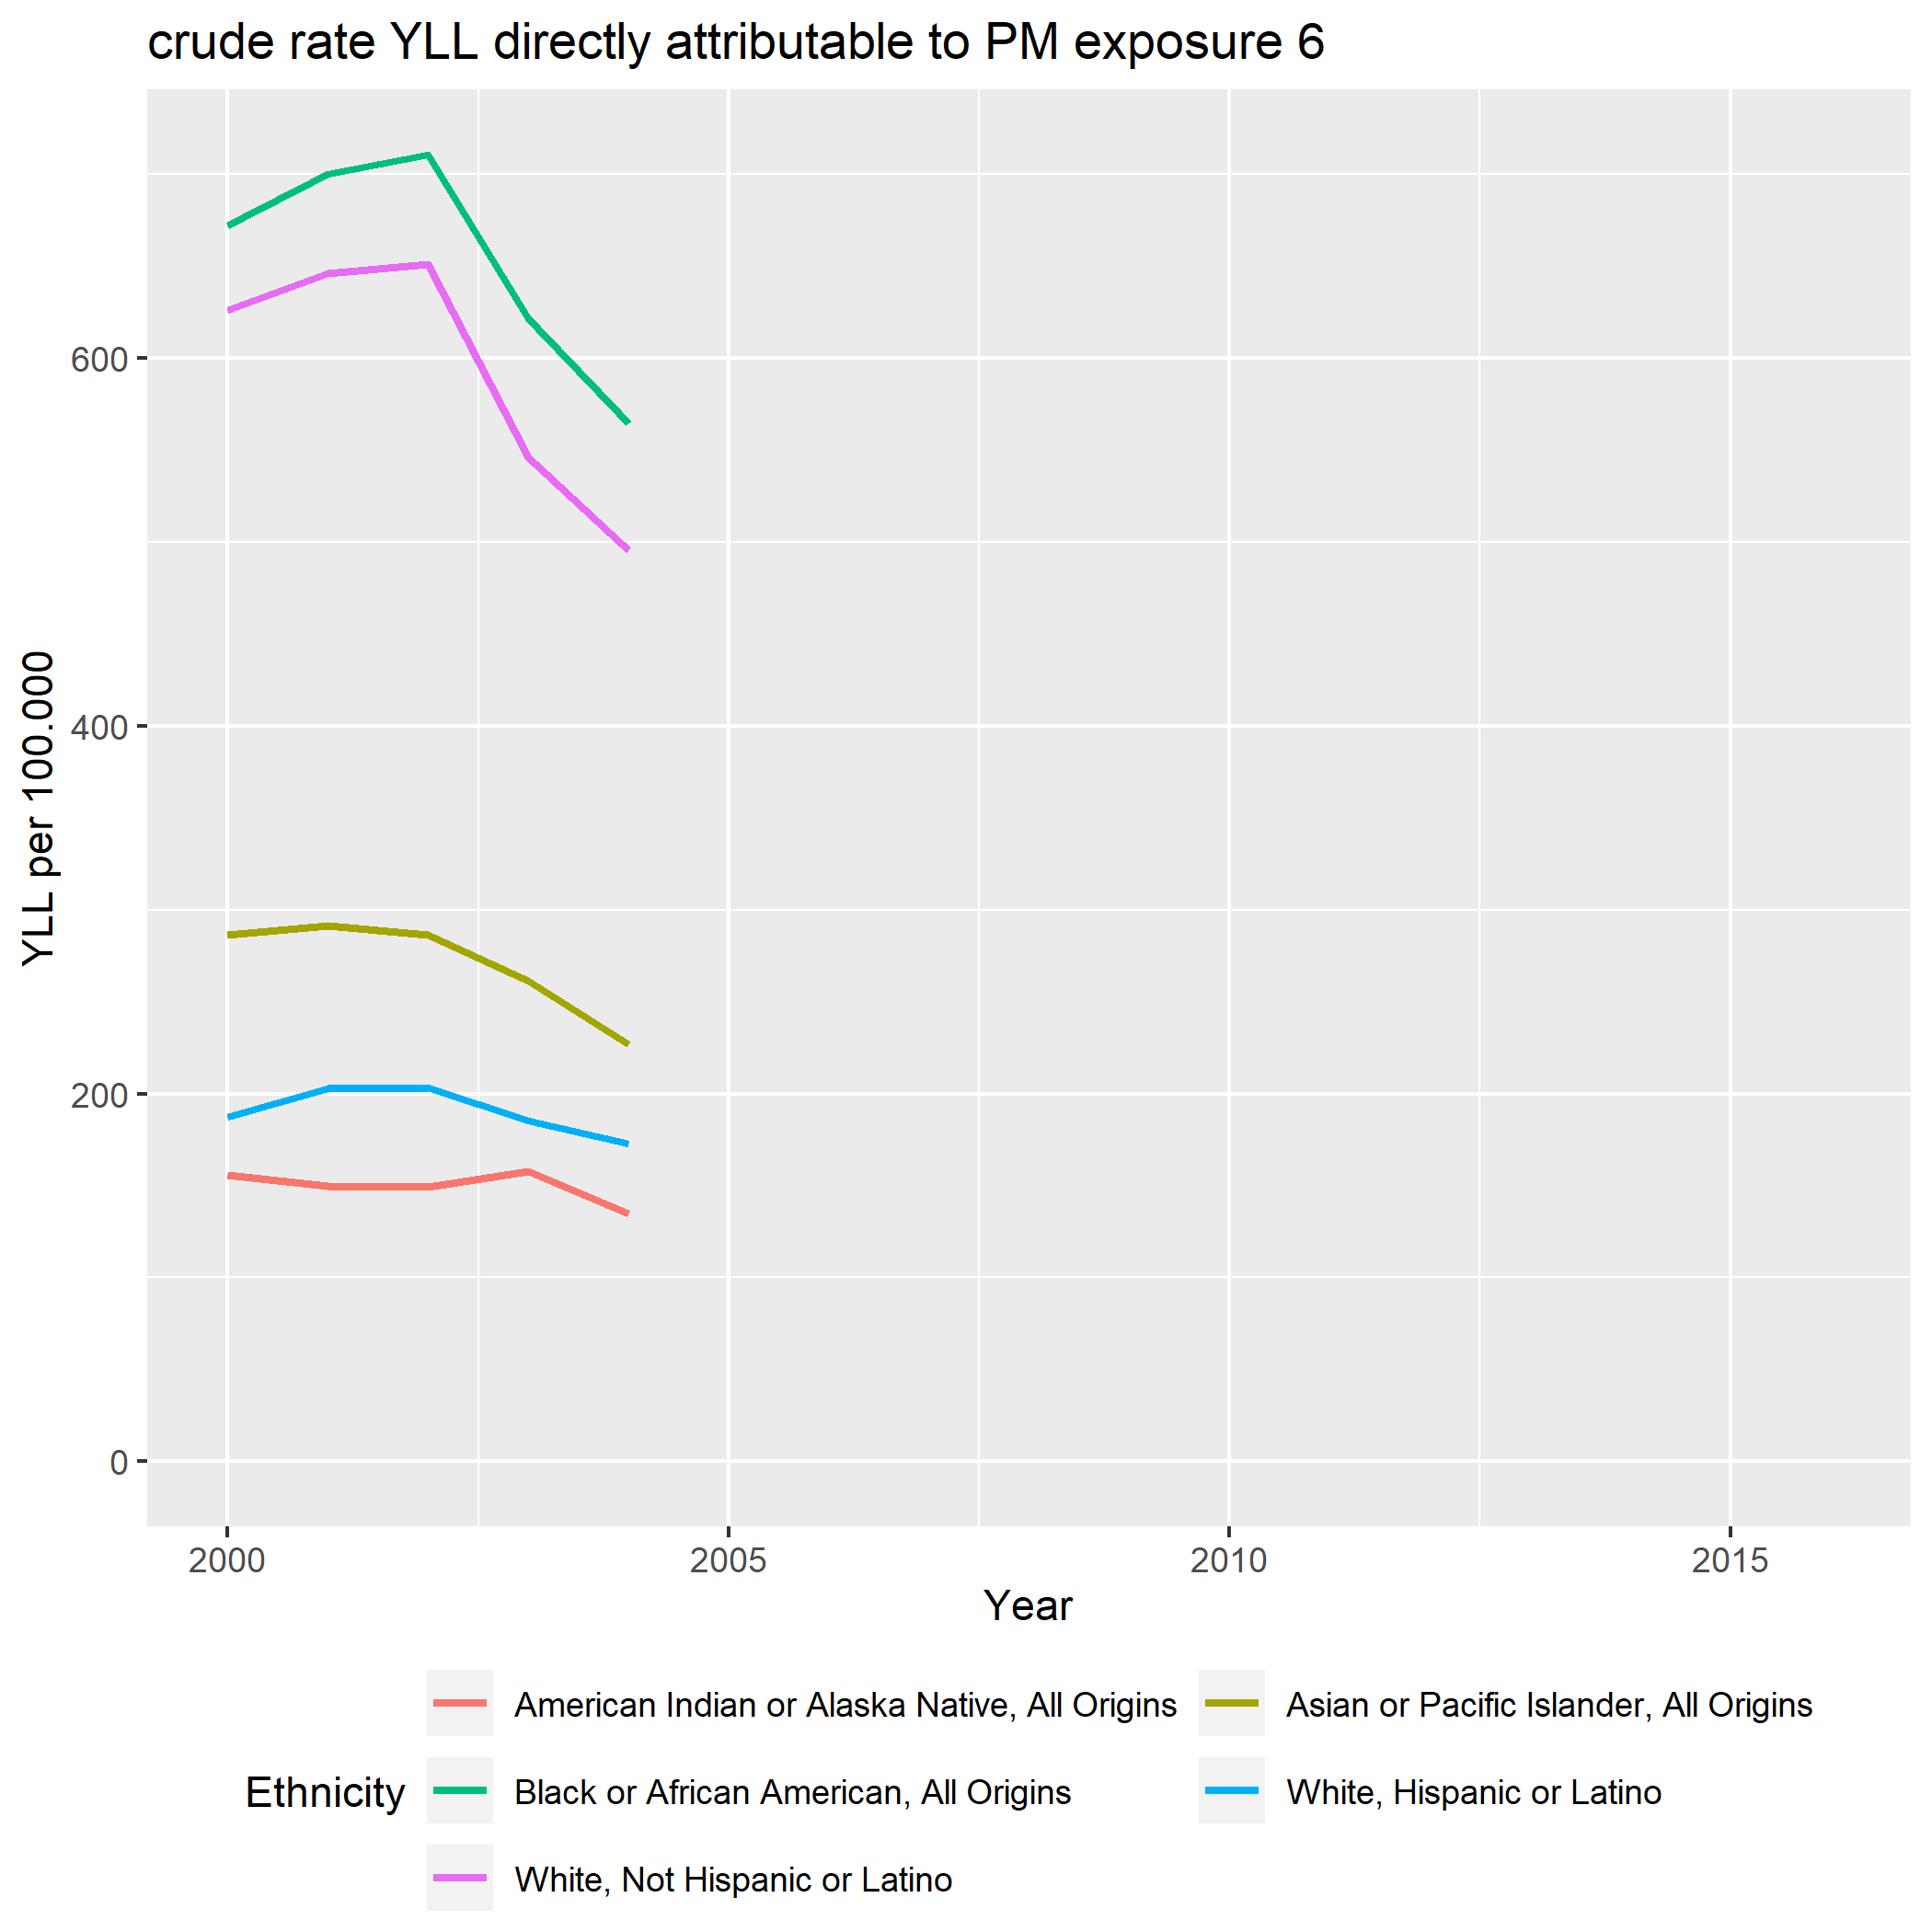 crude rate YLL directly attributable to PM exposure 6
YLL per 100.000
600
400
200
0
2000 2005 2010 2015
Year
Ethnicity
American Indian or Alaska Native, All Origins
Asian or Pacific Islander, All Origins
Black or African American, All Origins
White, Hispanic or Latino
White, Not Hispanic or Latino